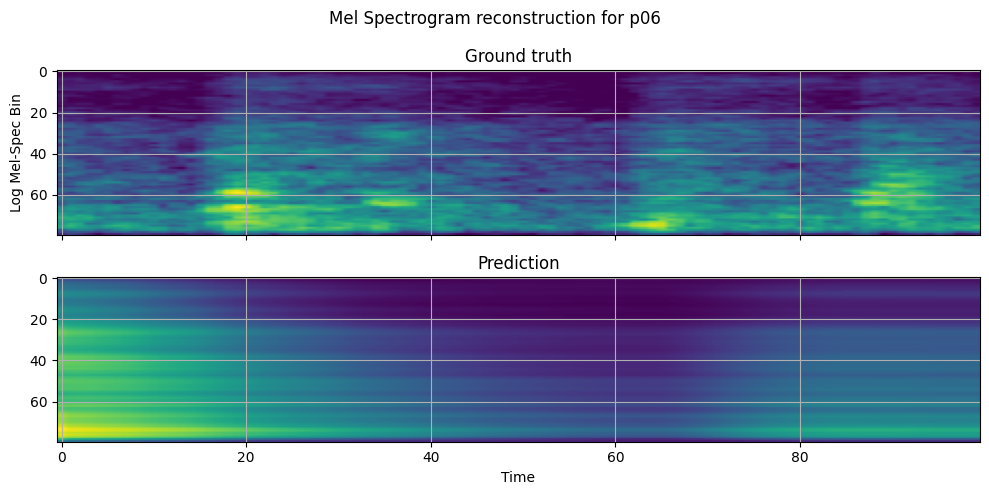 Mel Spectrogram reconstruction for p06
Ground truth
Log Mel-Spec Bin
0
20
40
60
Prediction
0
20
40
60
0 20 40 60 80
Time